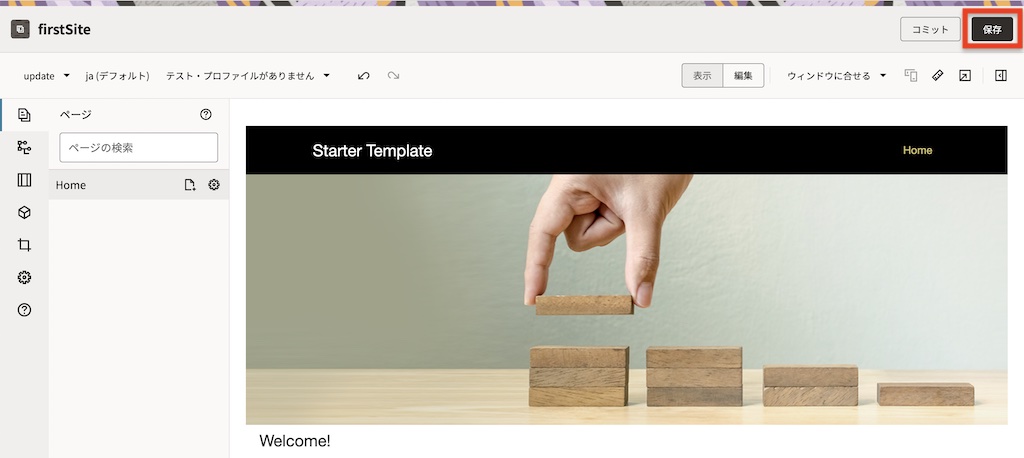 firstSite
コミット
保存
update
ja (デフォルト)
テスト・プロファイルがありません
表示
編集
ウィンドウに合せる
ページ
ページの検索
Home
Starter Template
Home
Welcome!